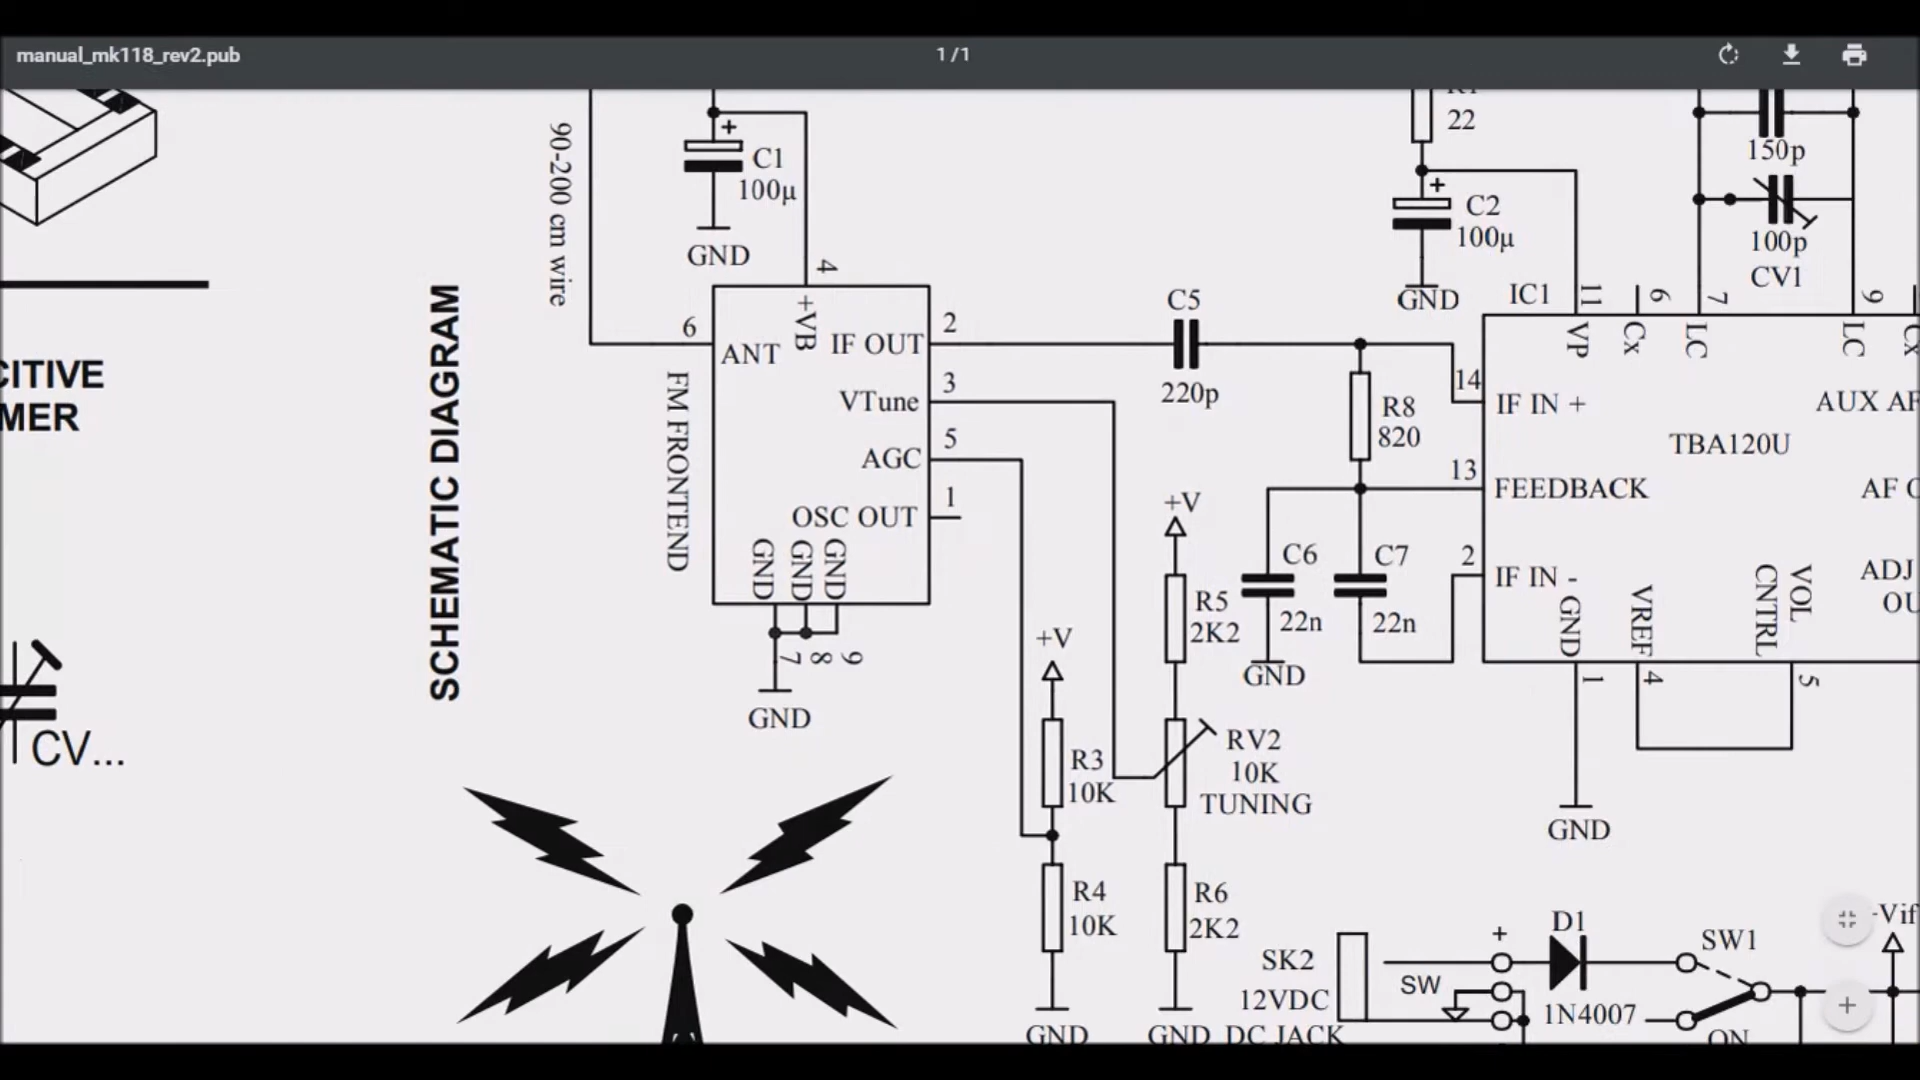 manual_mk118_rev2.pub
1 / 1
90-200 cm wire
C1
100µ
GND
4
+VB
6
ANT
IF OUT
2
VTune
3
AGC
5
OSC OUT
1
FM FRONTEND
GND
GND
GND
7
8
9
GND
SCHEMATIC DIAGRAM
CITIVE
MER
CV...
22
C2
100µ
GND
150p
100p
CV1
C5
220p
R8
820
IC1
11
VP
6
Cx
7
LC
9
LC
Cx
14
IF IN +
AUX AF
TBA120U
13
FEEDBACK
2
IF IN -
GND
VREF
VOL
CNTRL
ADJ
OU
1
4
5
GND
C6
22n
GND
C7
22n
+V
R5
2K2
RV2
10K
TUNING
R6
2K2
GND
+V
R3
10K
R4
10K
GND
SK2
12VDC
DC JACK
SW
+
D1
1N4007
SW1
ON